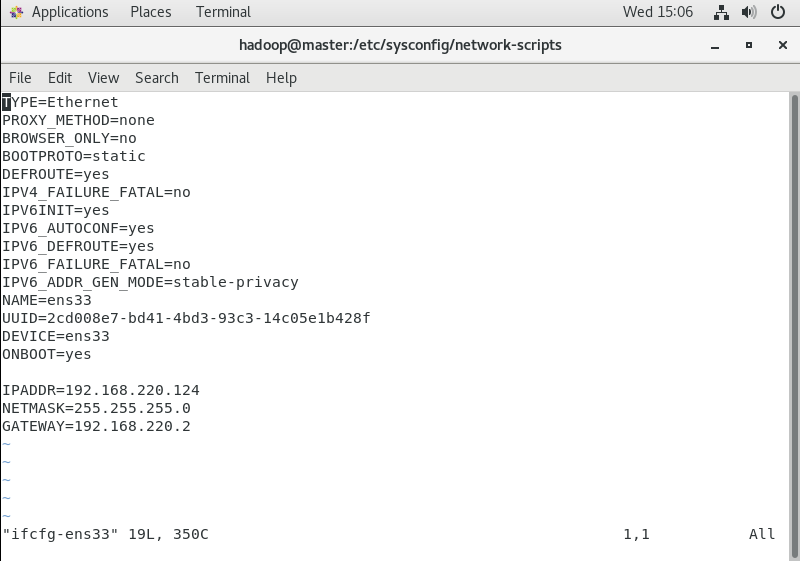 Applications Places Terminal Wed 15:06
hadoop@master:/etc/sysconfig/network-scripts
File Edit View Search Terminal Help
TYPE=Ethernet
PROXY_METHOD=none
BROWSER_ONLY=no
BOOTPROTO=static
DEFROUTE=yes
IPV4_FAILURE_FATAL=no
IPV6INIT=yes
IPV6_AUTOCONF=yes
IPV6_DEFROUTE=yes
IPV6_FAILURE_FATAL=no
IPV6_ADDR_GEN_MODE=stable-privacy
NAME=ens33
UUID=2cd008e7-bd41-4bd3-93c3-14c05e1b428f
DEVICE=ens33
ONBOOT=yes
IPADDR=192.168.220.124
NETMASK=255.255.255.0
GATEWAY=192.168.220.2
~
~
~
~
~
"ifcfg-ens33" 19L, 350C 1,1 All